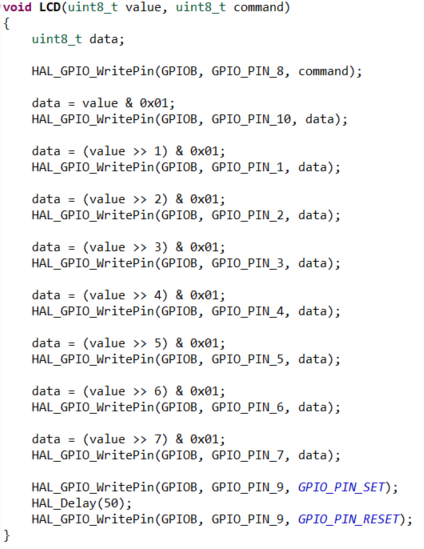 void LCD(uint8_t value, uint8_t command)
{
    uint8_t data;

    HAL_GPIO_WritePin(GPIOB, GPIO_PIN_8, command);

    data = value & 0x01;
    HAL_GPIO_WritePin(GPIOB, GPIO_PIN_10, data);

    data = (value >> 1) & 0x01;
    HAL_GPIO_WritePin(GPIOB, GPIO_PIN_1, data);

    data = (value >> 2) & 0x01;
    HAL_GPIO_WritePin(GPIOB, GPIO_PIN_2, data);

    data = (value >> 3) & 0x01;
    HAL_GPIO_WritePin(GPIOB, GPIO_PIN_3, data);

    data = (value >> 4) & 0x01;
    HAL_GPIO_WritePin(GPIOB, GPIO_PIN_4, data);

    data = (value >> 5) & 0x01;
    HAL_GPIO_WritePin(GPIOB, GPIO_PIN_5, data);

    data = (value >> 6) & 0x01;
    HAL_GPIO_WritePin(GPIOB, GPIO_PIN_6, data);

    data = (value >> 7) & 0x01;
    HAL_GPIO_WritePin(GPIOB, GPIO_PIN_7, data);

    HAL_GPIO_WritePin(GPIOB, GPIO_PIN_9, GPIO_PIN_SET);
    HAL_Delay(50);
    HAL_GPIO_WritePin(GPIOB, GPIO_PIN_9, GPIO_PIN_RESET);
}